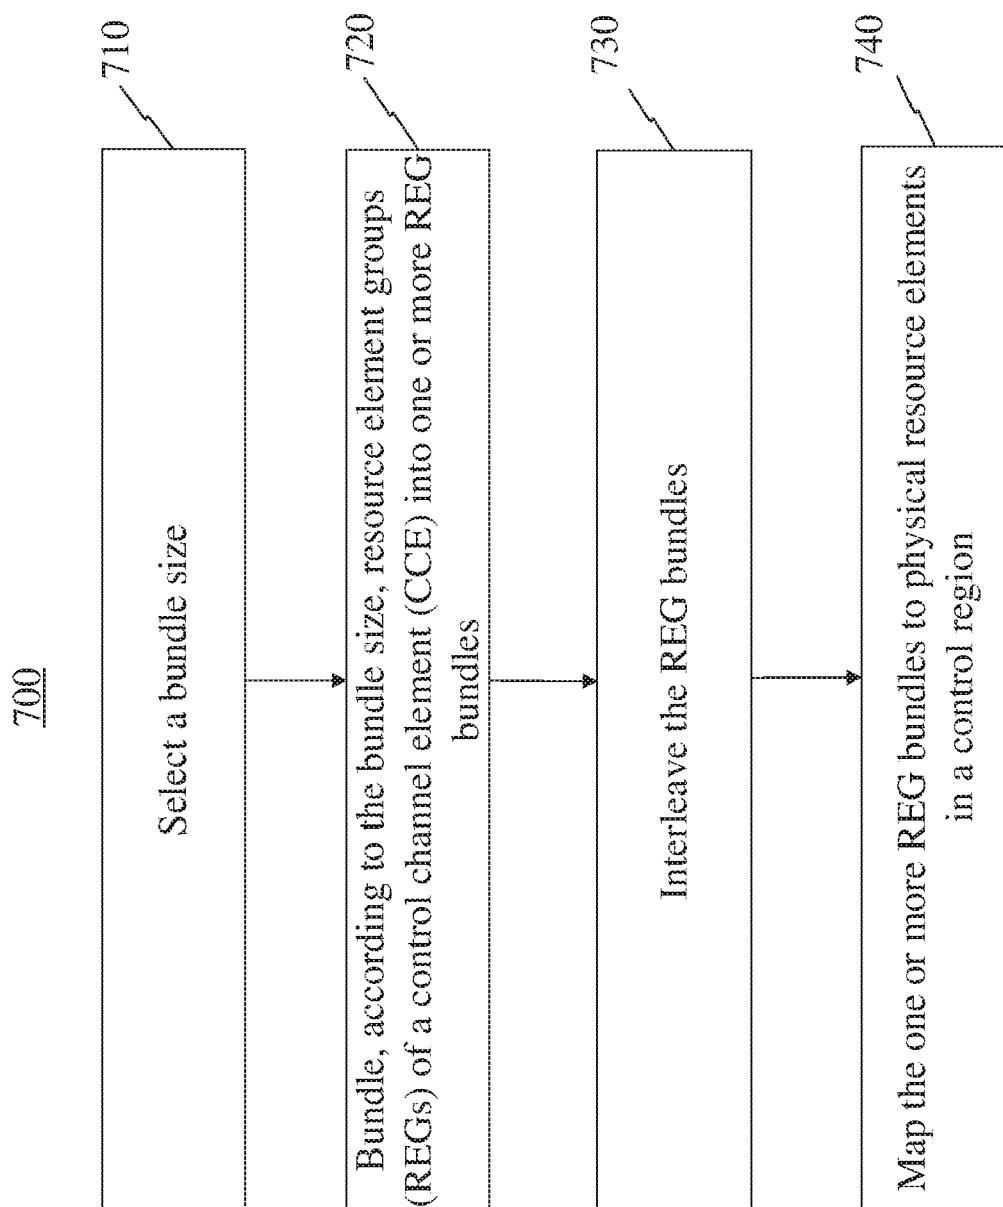 700
710
Select a bundle size
720
Bundle, according to the bundle size, resource element groups
(REGs) of a control channel element (CCE) into one or more REG
bundles
730
Interleave the REG bundles
740
Map the one or more REG bundles to physical resource elements
in a control region